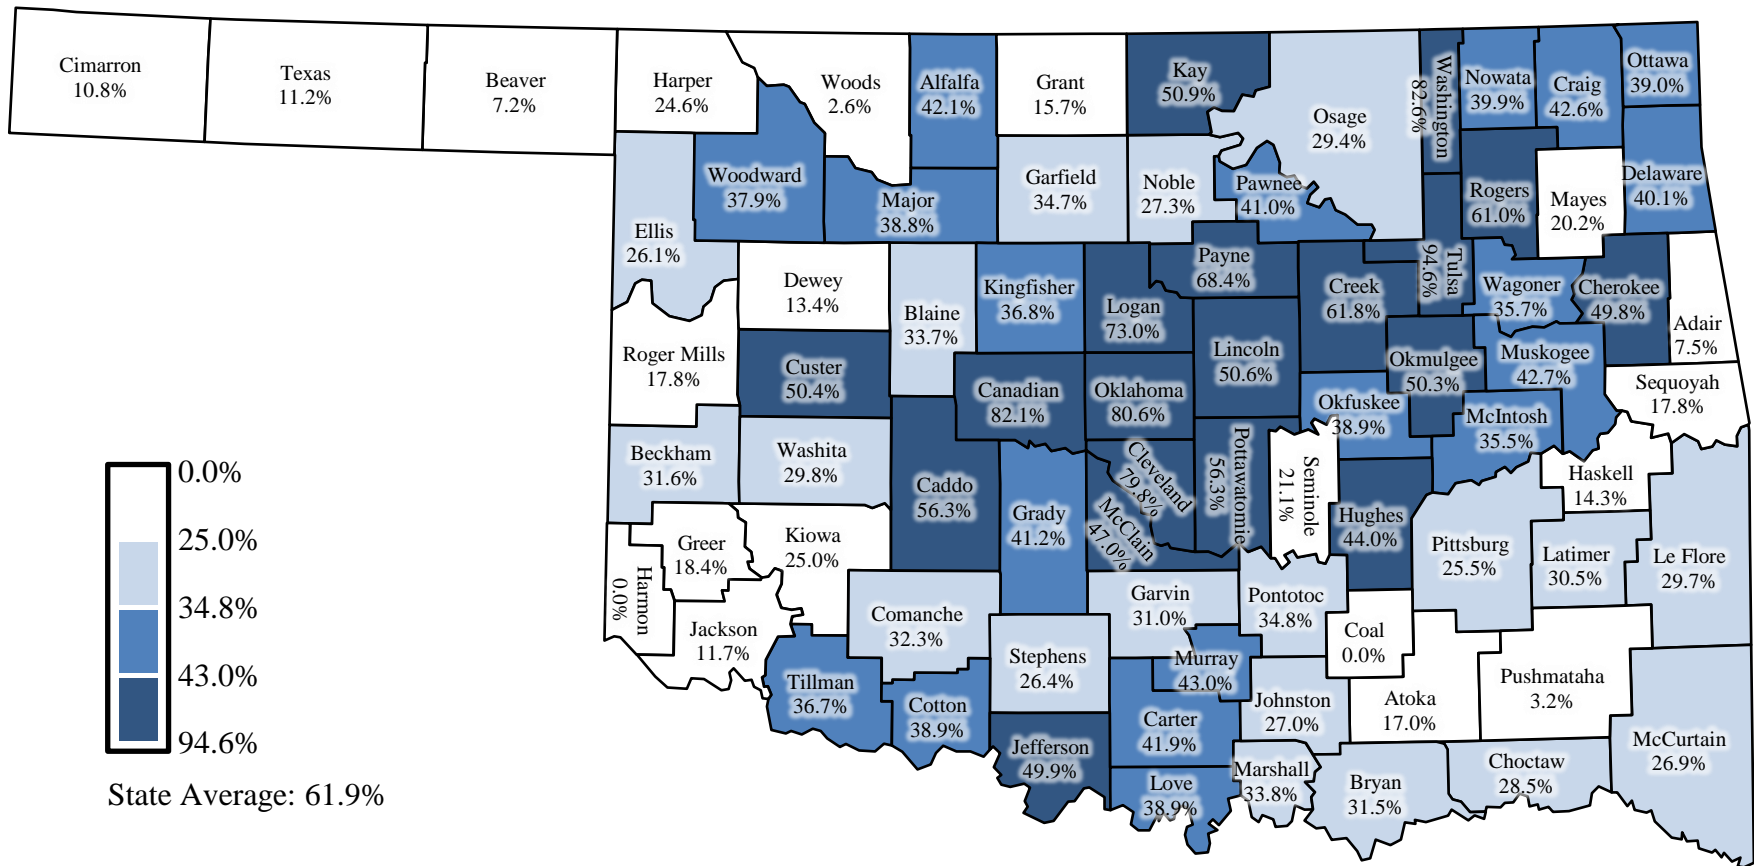 Cimarron
10.8%
Texas
11.2%
Beaver
7.2%
Harper
24.6%
Woods
2.6%
Alfalfa
42.1%
Grant
15.7%
Kay
50.9%
Osage
29.4%
Washington
82.6%
Nowata
39.9%
Craig
42.6%
Ottawa
39.0%
Woodward
37.9%
Major
38.8%
Garfield
34.7%
Noble
27.3%
Pawnee
41.0%
Rogers
61.0%
Mayes
20.2%
Delaware
40.1%
Ellis
26.1%
Dewey
13.4%
Blaine
33.7%
Kingfisher
36.8%
Logan
73.0%
Payne
68.4%
Creek
61.8%
Tulsa
94.6%
Wagoner
35.7%
Cherokee
49.8%
Adair
7.5%
Roger Mills
17.8%
Custer
50.4%
Canadian
82.1%
Oklahoma
80.6%
Lincoln
50.6%
Okmulgee
50.3%
Muskogee
42.7%
Sequoyah
17.8%
Okfuskee
38.9%
McIntosh
35.5%
Beckham
31.6%
Washita
29.8%
Caddo
56.3%
Grady
41.2%
Cleveland
79.8%
McClain
47.0%
Pottawatomie
56.3%
Seminole
21.1%
Hughes
44.0%
Haskell
14.3%
Pittsburg
25.5%
Latimer
30.5%
Le Flore
29.7%
Greer
18.4%
Kiowa
25.0%
Harmon
0.0%
Jackson
11.7%
Comanche
32.3%
Garvin
31.0%
Pontotoc
34.8%
Coal
0.0%
Stephens
26.4%
Murray
43.0%
Tillman
36.7%
Cotton
38.9%
Johnston
27.0%
Atoka
17.0%
Pushmataha
3.2%
Jefferson
49.9%
Carter
41.9%
Love
38.9%
Marshall
33.8%
Bryan
31.5%
Choctaw
28.5%
McCurtain
26.9%
0.0%
25.0%
34.8%
43.0%
94.6%
State Average: 61.9%